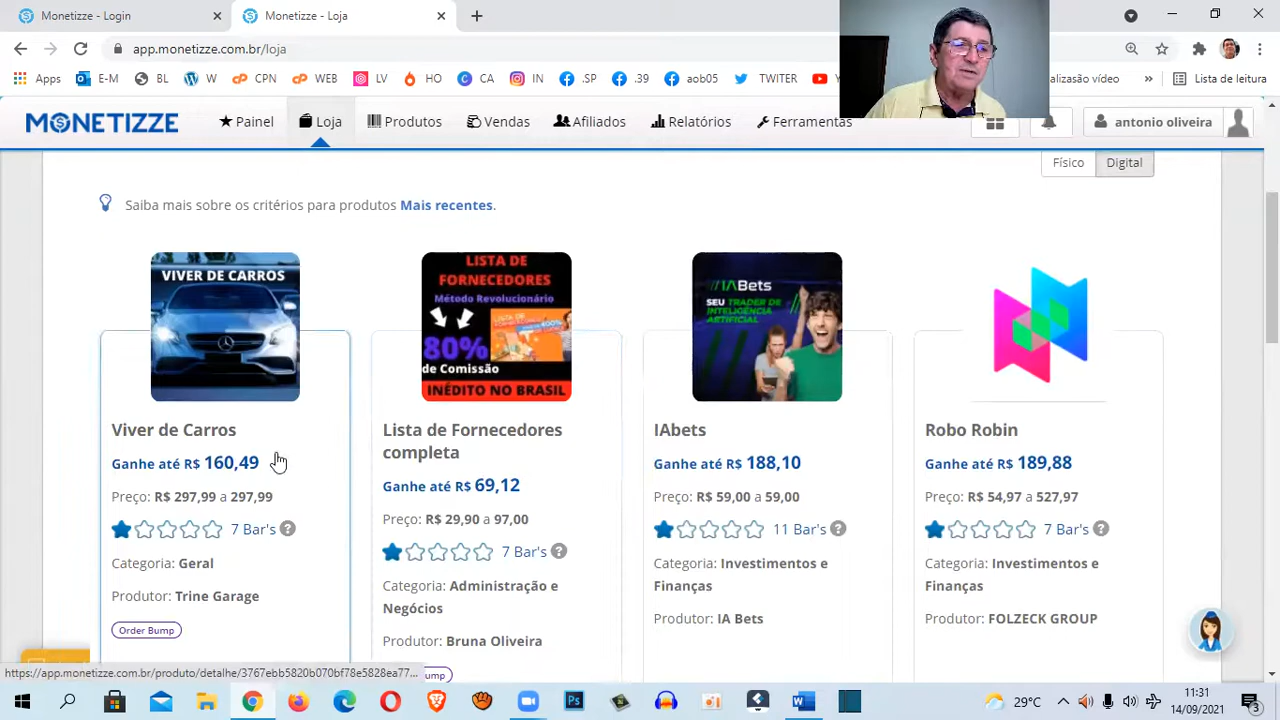 Monetizze - Login
Monetizze - Loja
app.monetizze.com.br/loja
Apps E-M BL W CPN WEB LV HO CA IN .SP .39 aob05 TWITER Lista de leitura
MONETIZZE Painel Loja Produtos Vendas Afiliados Relatórios Ferramentas antonio oliveira
Físico Digital
Saiba mais sobre os critérios para produtos Mais recentes.
VIVER DE CARROS
LISTA DE
FORNECEDORES
Método Revolucionário
80%
de Comissão
INÉDITO NO BRASIL
IABets
SEU TRADER DE
INTELIGÊNCIA
ARTIFICIAL
Viver de Carros
Ganhe até R$ 160,49
Preço: R$ 297,99 a 297,99
7 Bar's ?
Categoria: Geral
Produtor: Trine Garage
Order Bump
Lista de Fornecedores
completa
Ganhe até R$ 69,12
Preço: R$ 29,90 a 97,00
7 Bar's ?
Categoria: Administração e
Negócios
Produtor: Bruna Oliveira
ump
IAbets
Ganhe até R$ 188,10
Preço: R$ 59,00 a 59,00
11 Bar's ?
Categoria: Investimentos e
Finanças
Produtor: IA Bets
Robo Robin
Ganhe até R$ 189,88
Preço: R$ 54,97 a 527,97
7 Bar's ?
Categoria: Investimentos e
Finanças
Produtor: FOLZECK GROUP
https://app.monetizze.com.br/produto/detalhe/3767ebb5820b070bf78e5828ea77...
29°C
11:31
14/09/2021
3